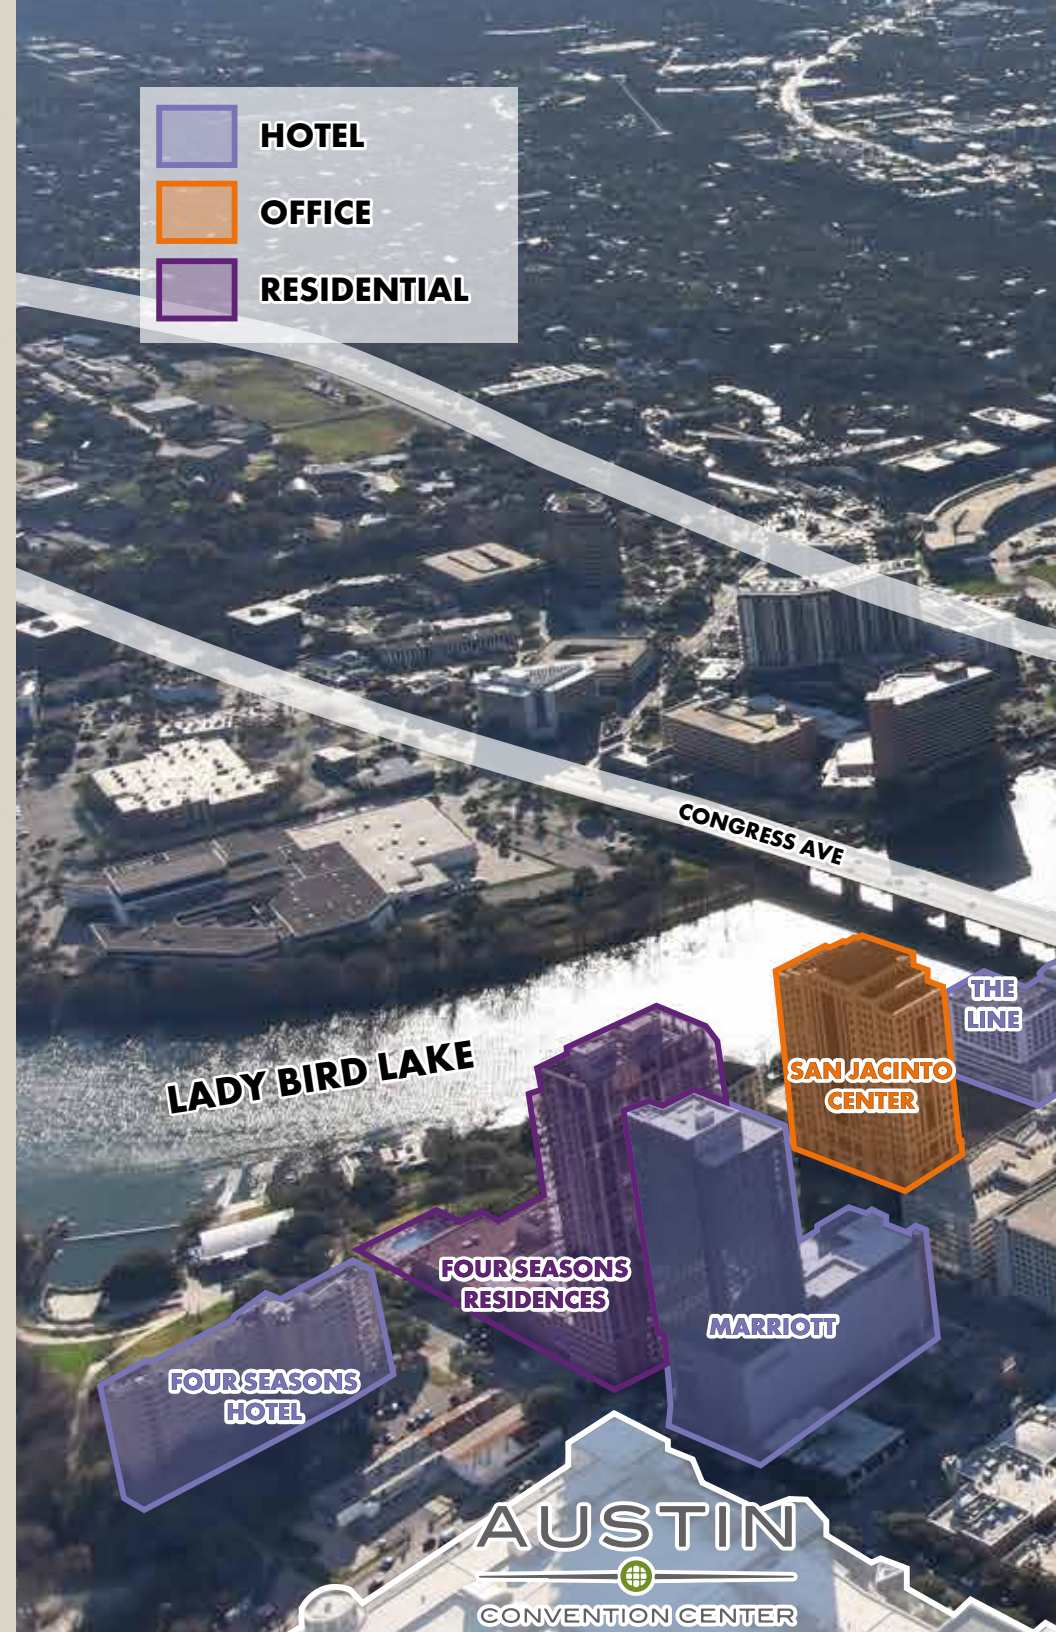 HOTEL
OFFICE
RESIDENTIAL
CONGRESS AVE
THE
LINE
LADY BIRD LAKE
SAN JACINTO
CENTER
FOUR SEASONS
RESIDENCES
MARRIOTT
FOUR SEASONS
HOTEL
AUSTIN
CONVENTION CENTER